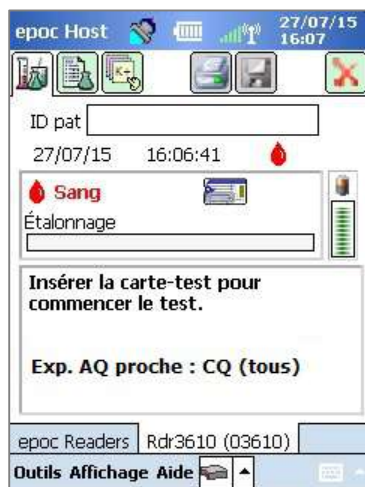 epoc Host 27/07/15
16:07
K+
ID pat
27/07/15 16:06:41
Sang
Étalonnage
Insérer la carte-test pour
commencer le test.
Exp. AQ proche : CQ (tous)
epoc Readers Rdr3610 (03610)
Outils Affichage Aide